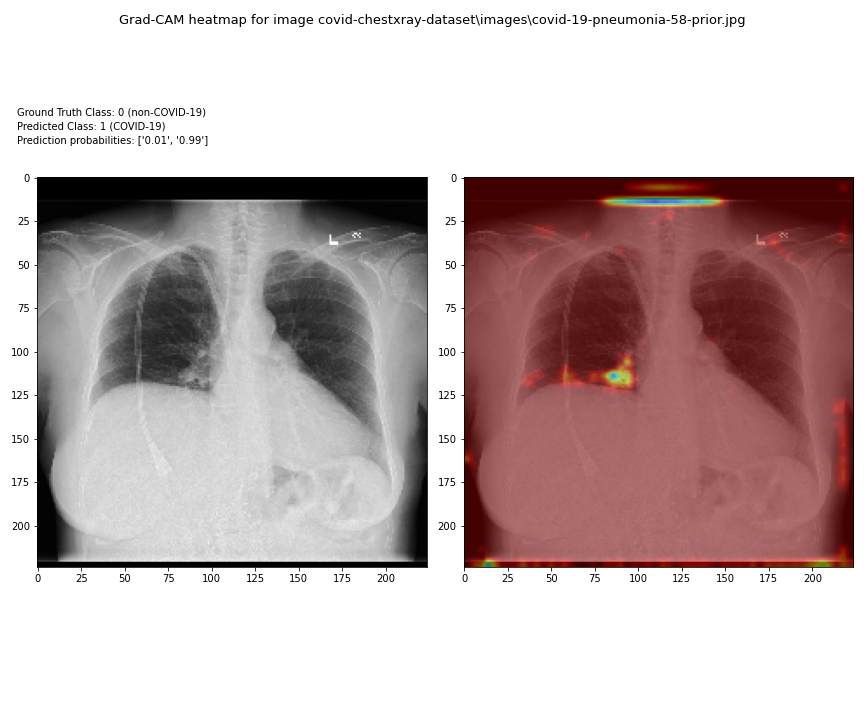 Grad-CAM heatmap for image covid-chestxray-dataset\images\covid-19-pneumonia-58-prior.jpg
Ground Truth Class: 0 (non-COVID-19)
Predicted Class: 1 (COVID-19)
Prediction probabilities: ['0.01', '0.99']
0
25
50
75
100
125
150
175
200
0 25 50 75 100 125 150 175 200
L
0
25
50
75
100
125
150
175
200
0 25 50 75 100 125 150 175 200
L